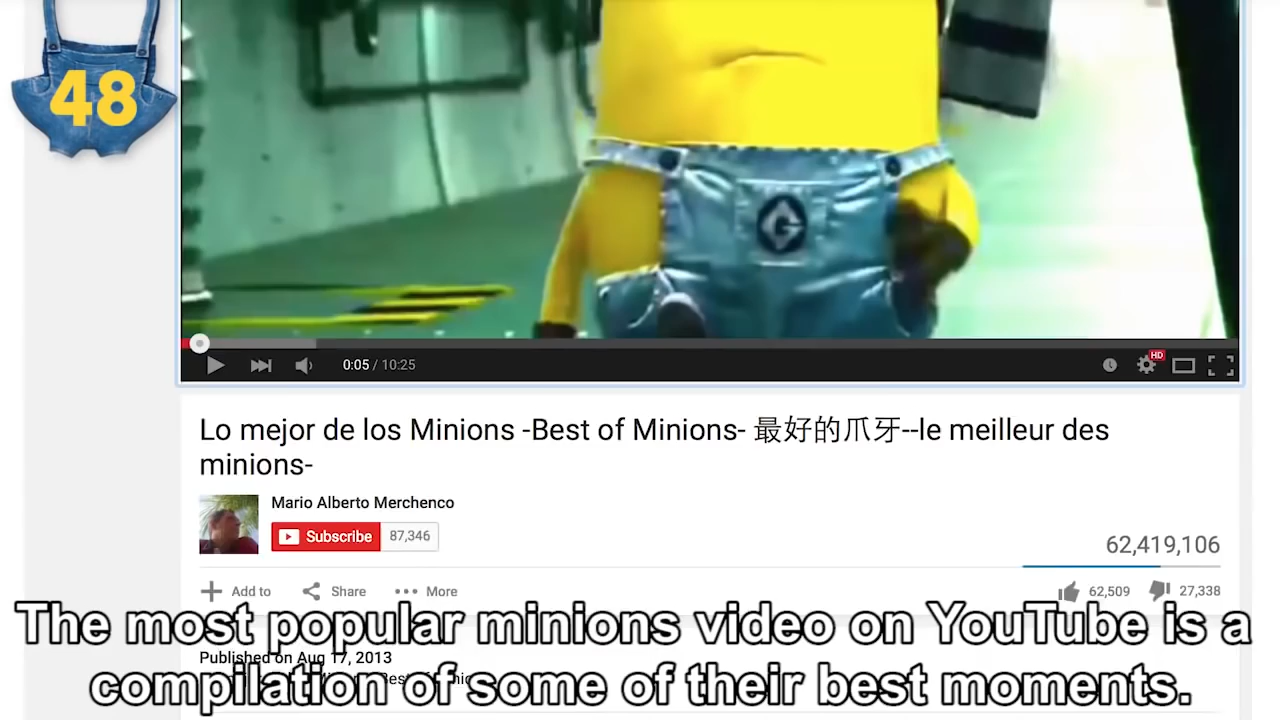 48
G
0:05 / 10:25
HD
Lo mejor de los Minions -Best of Minions- 最好的爪牙--le meilleur des
minions-
Mario Alberto Merchenco
Subscribe 87,346
62,419,106
Add to Share More 62,509 27,338
The most popular minions video on YouTube is a
Published on Aug 17, 2013
compilation of some of their best moments.